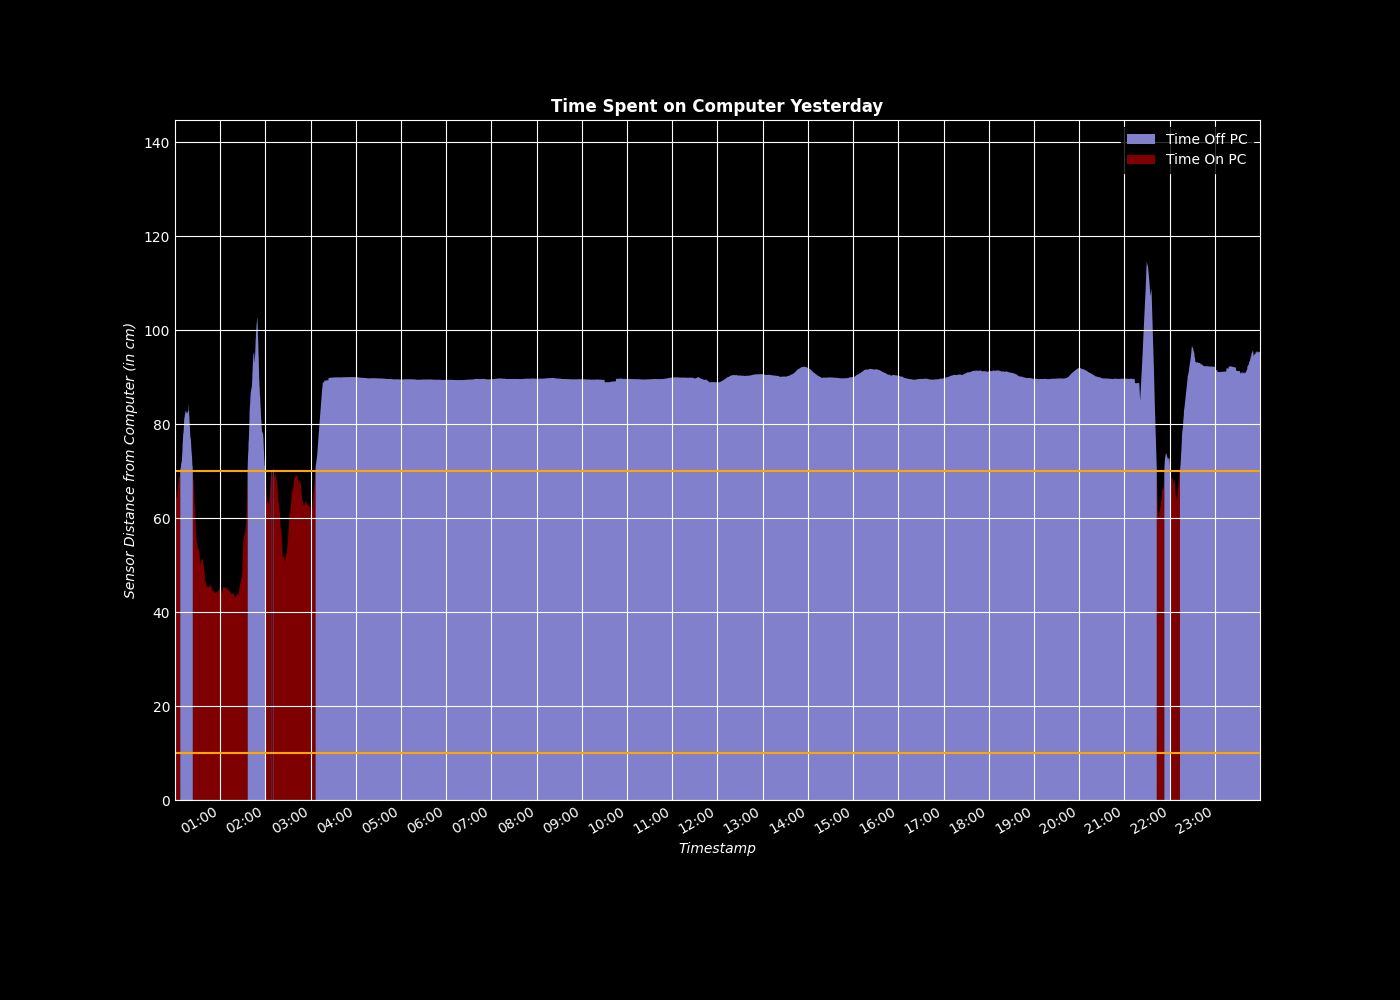 Time Spent on Computer Yesterday
Time Off PC
Time On PC
140
120
100
80
60
40
20
0
Sensor Distance from Computer (in cm)
01:00 02:00 03:00 04:00 05:00 06:00 07:00 08:00 09:00 10:00 11:00 12:00 13:00 14:00 15:00 16:00 17:00 18:00 19:00 20:00 21:00 22:00 23:00
Timestamp